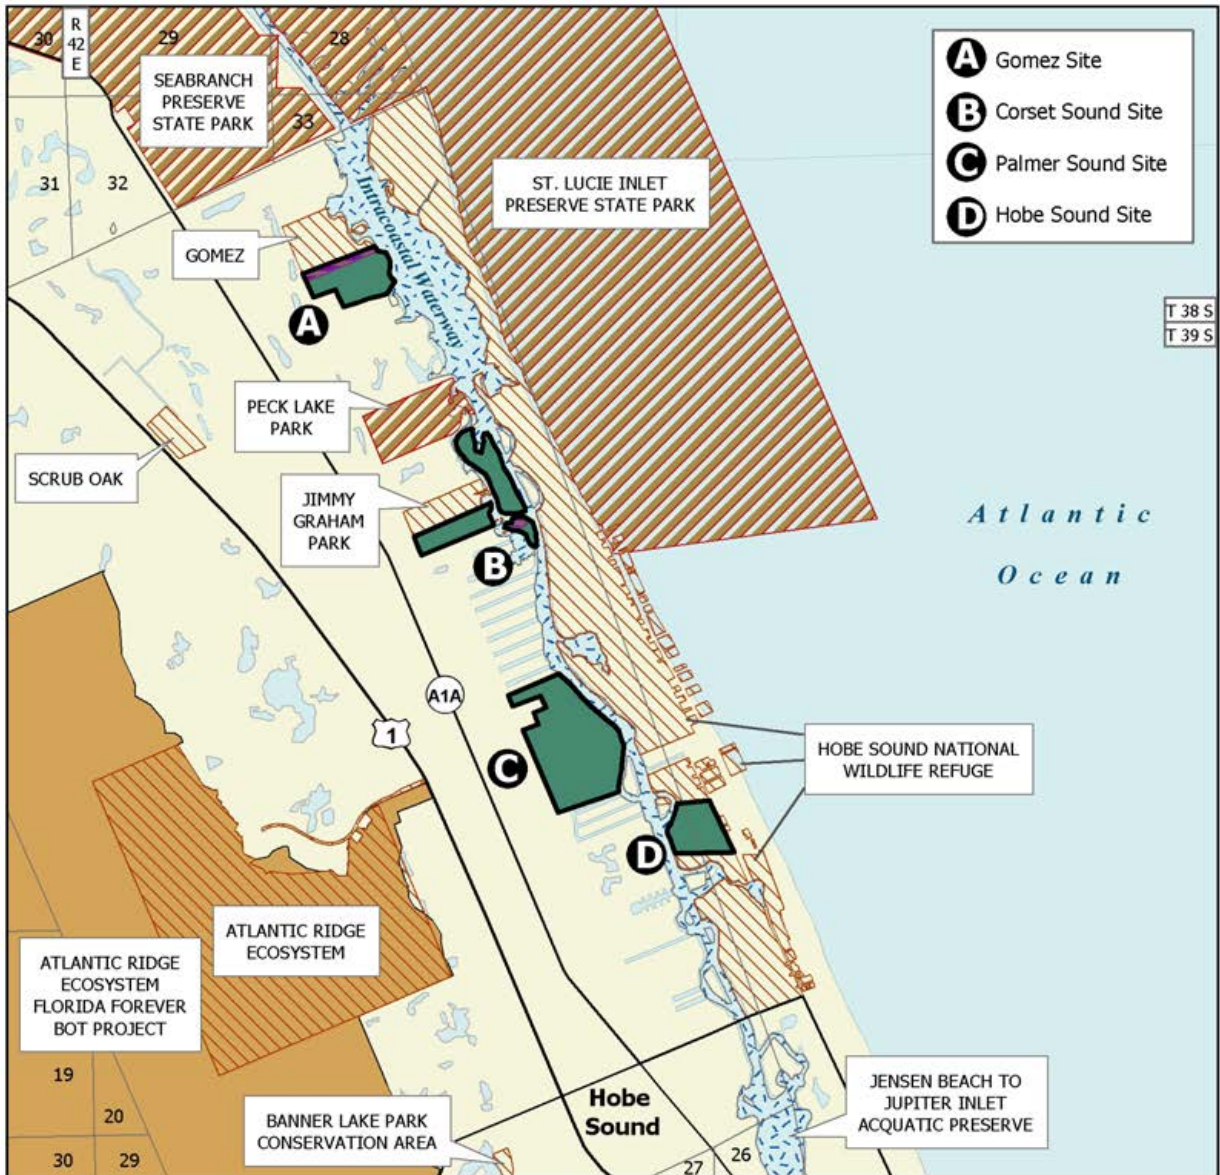 30
R
42
E
29
28
SEABRANCH
PRESERVE
STATE PARK
33
31
32
A Gomez Site
B Corset Sound Site
C Palmer Sound Site
D Hobe Sound Site
ST. LUCIE INLET
PRESERVE STATE PARK
Intracoastal Waterway
GOMEZ
A
T 38 S
T 39 S
PECK LAKE
PARK
SCRUB OAK
JIMMY
GRAHAM
PARK
B
Atlantic
Ocean
A1A
1
C
HOBE SOUND NATIONAL
WILDLIFE REFUGE
D
ATLANTIC RIDGE
ECOSYSTEM
ATLANTIC RIDGE
ECOSYSTEM
FLORIDA FOREVER
BOT PROJECT
19
20
30
29
BANNER LAKE PARK
CONSERVATION AREA
Hobe
Sound
JENSEN BEACH TO
JUPITER INLET
ACQUATIC PRESERVE
26
27